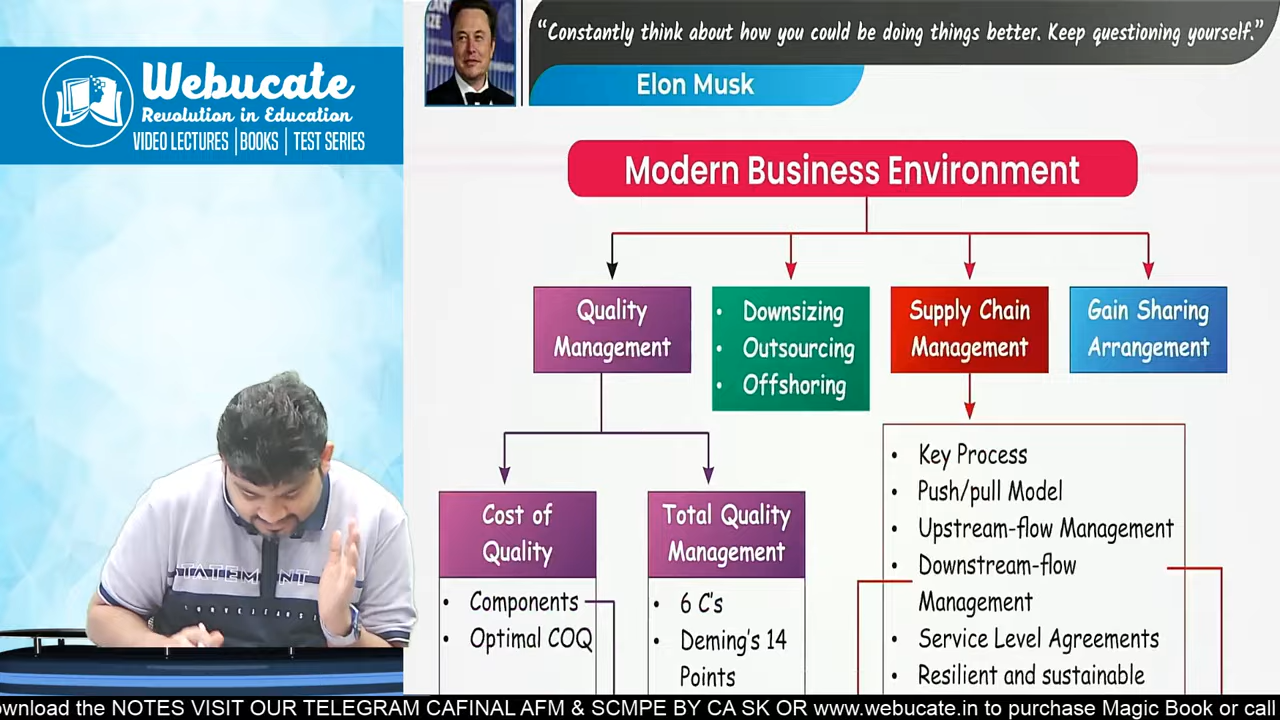 Webucate
Revolution in Education
VIDEO LECTURES | BOOKS | TEST SERIES
“Constantly think about how you could be doing things better. Keep questioning yourself.”
Elon Musk
Modern Business Environment
Quality
Management
• Downsizing
• Outsourcing
• Offshoring
Supply Chain
Management
Gain Sharing
Arrangement
Cost of
Quality
• Components
• Optimal COQ
Total Quality
Management
• 6 C's
• Deming's 14
Points
• Key Process
• Push/pull Model
• Upstream-flow Management
• Downstream-flow
Management
• Service Level Agreements
• Resilient and sustainable
the NOTES VISIT OUR TELEGRAM CAFINAL AFM & SCMPE BY CA SK OR www.webucate.in to purchase Magic Book or call